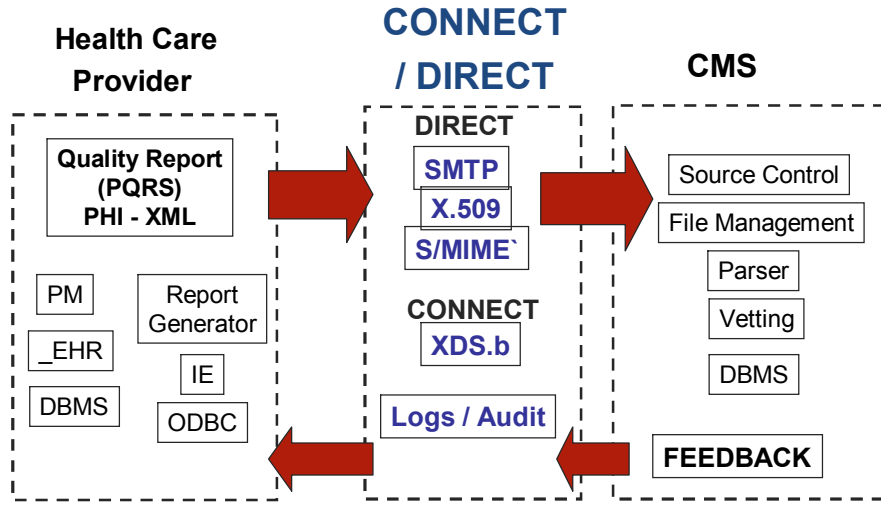 Health Care
Provider
CONNECT
/ DIRECT
CMS
Quality Report
(PQRS)
PHI - XML
PM
Report
Generator
_EHR
IE
DBMS
ODBC
DIRECT
SMTP
X.509
S/MIME`
CONNECT
XDS.b
Logs / Audit
Source Control
File Management
Parser
Vetting
DBMS
FEEDBACK